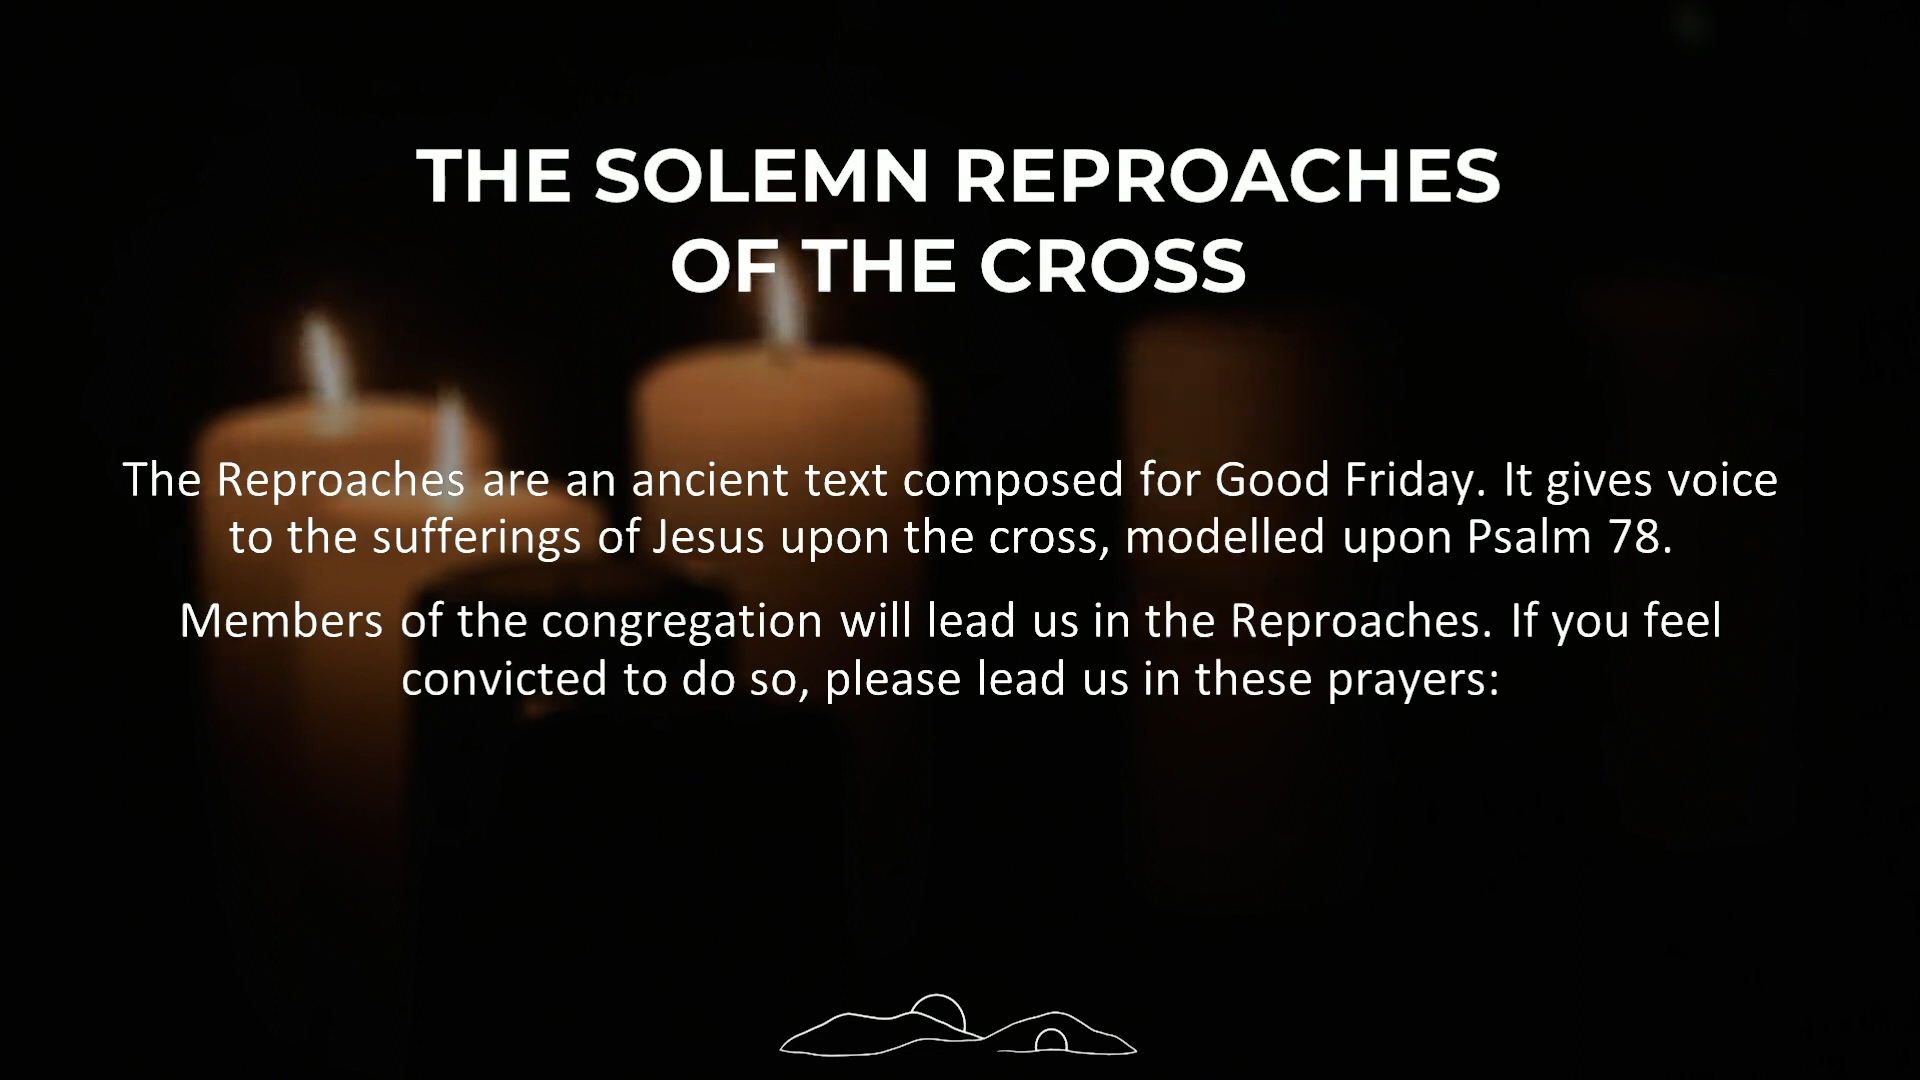 THE SOLEMN REPROACHES
OF THE CROSS
The Reproaches are an ancient text composed for Good Friday. It gives voice
to the sufferings of Jesus upon the cross, modelled upon Psalm 78.
Members of the congregation will lead us in the Reproaches. If you feel
convicted to do so, please lead us in these prayers: